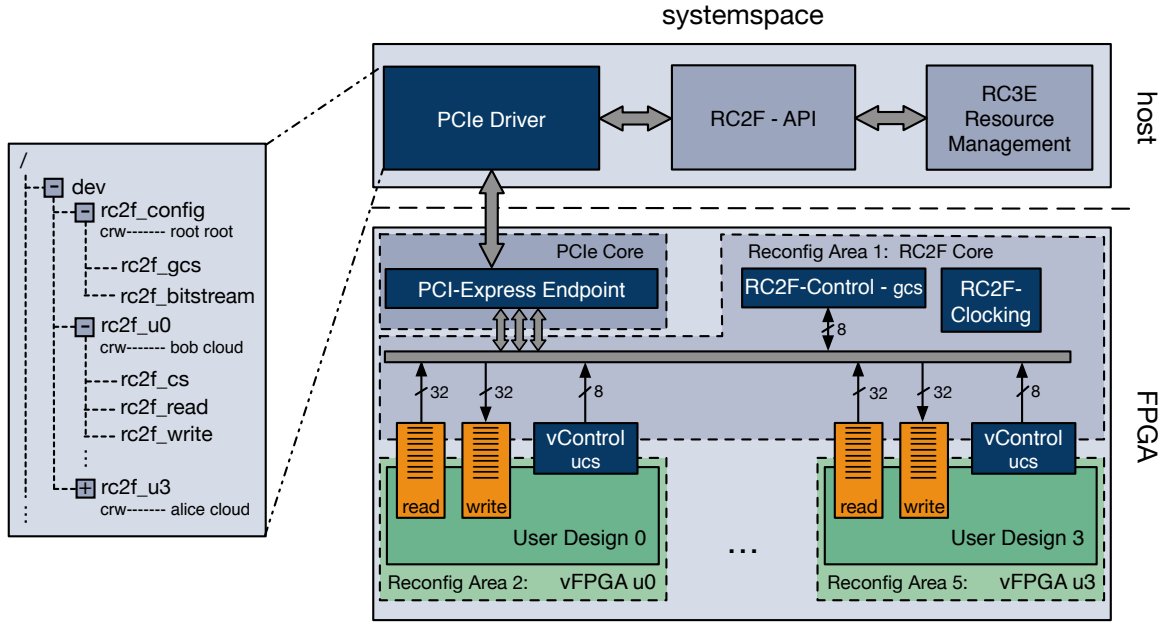 systemspace
host
PCIe Driver
RC2F - API
RC3E
Resource
Management
/
dev
rc2f_config
crw------- root root
rc2f_gcs
rc2f_bitstream
rc2f_u0
crw------- bob cloud
rc2f_cs
rc2f_read
rc2f_write
rc2f_u3
crw------- alice cloud
FPGA
PCIe Core
PCI-Express Endpoint
Reconfig Area 1: RC2F Core
RC2F-Control - gcs
RC2F-
Clocking
8
32
32
8
32
32
8
read
write
vControl
ucs
User Design 0
Reconfig Area 2: vFPGA u0
...
read
write
vControl
ucs
User Design 3
Reconfig Area 5: vFPGA u3